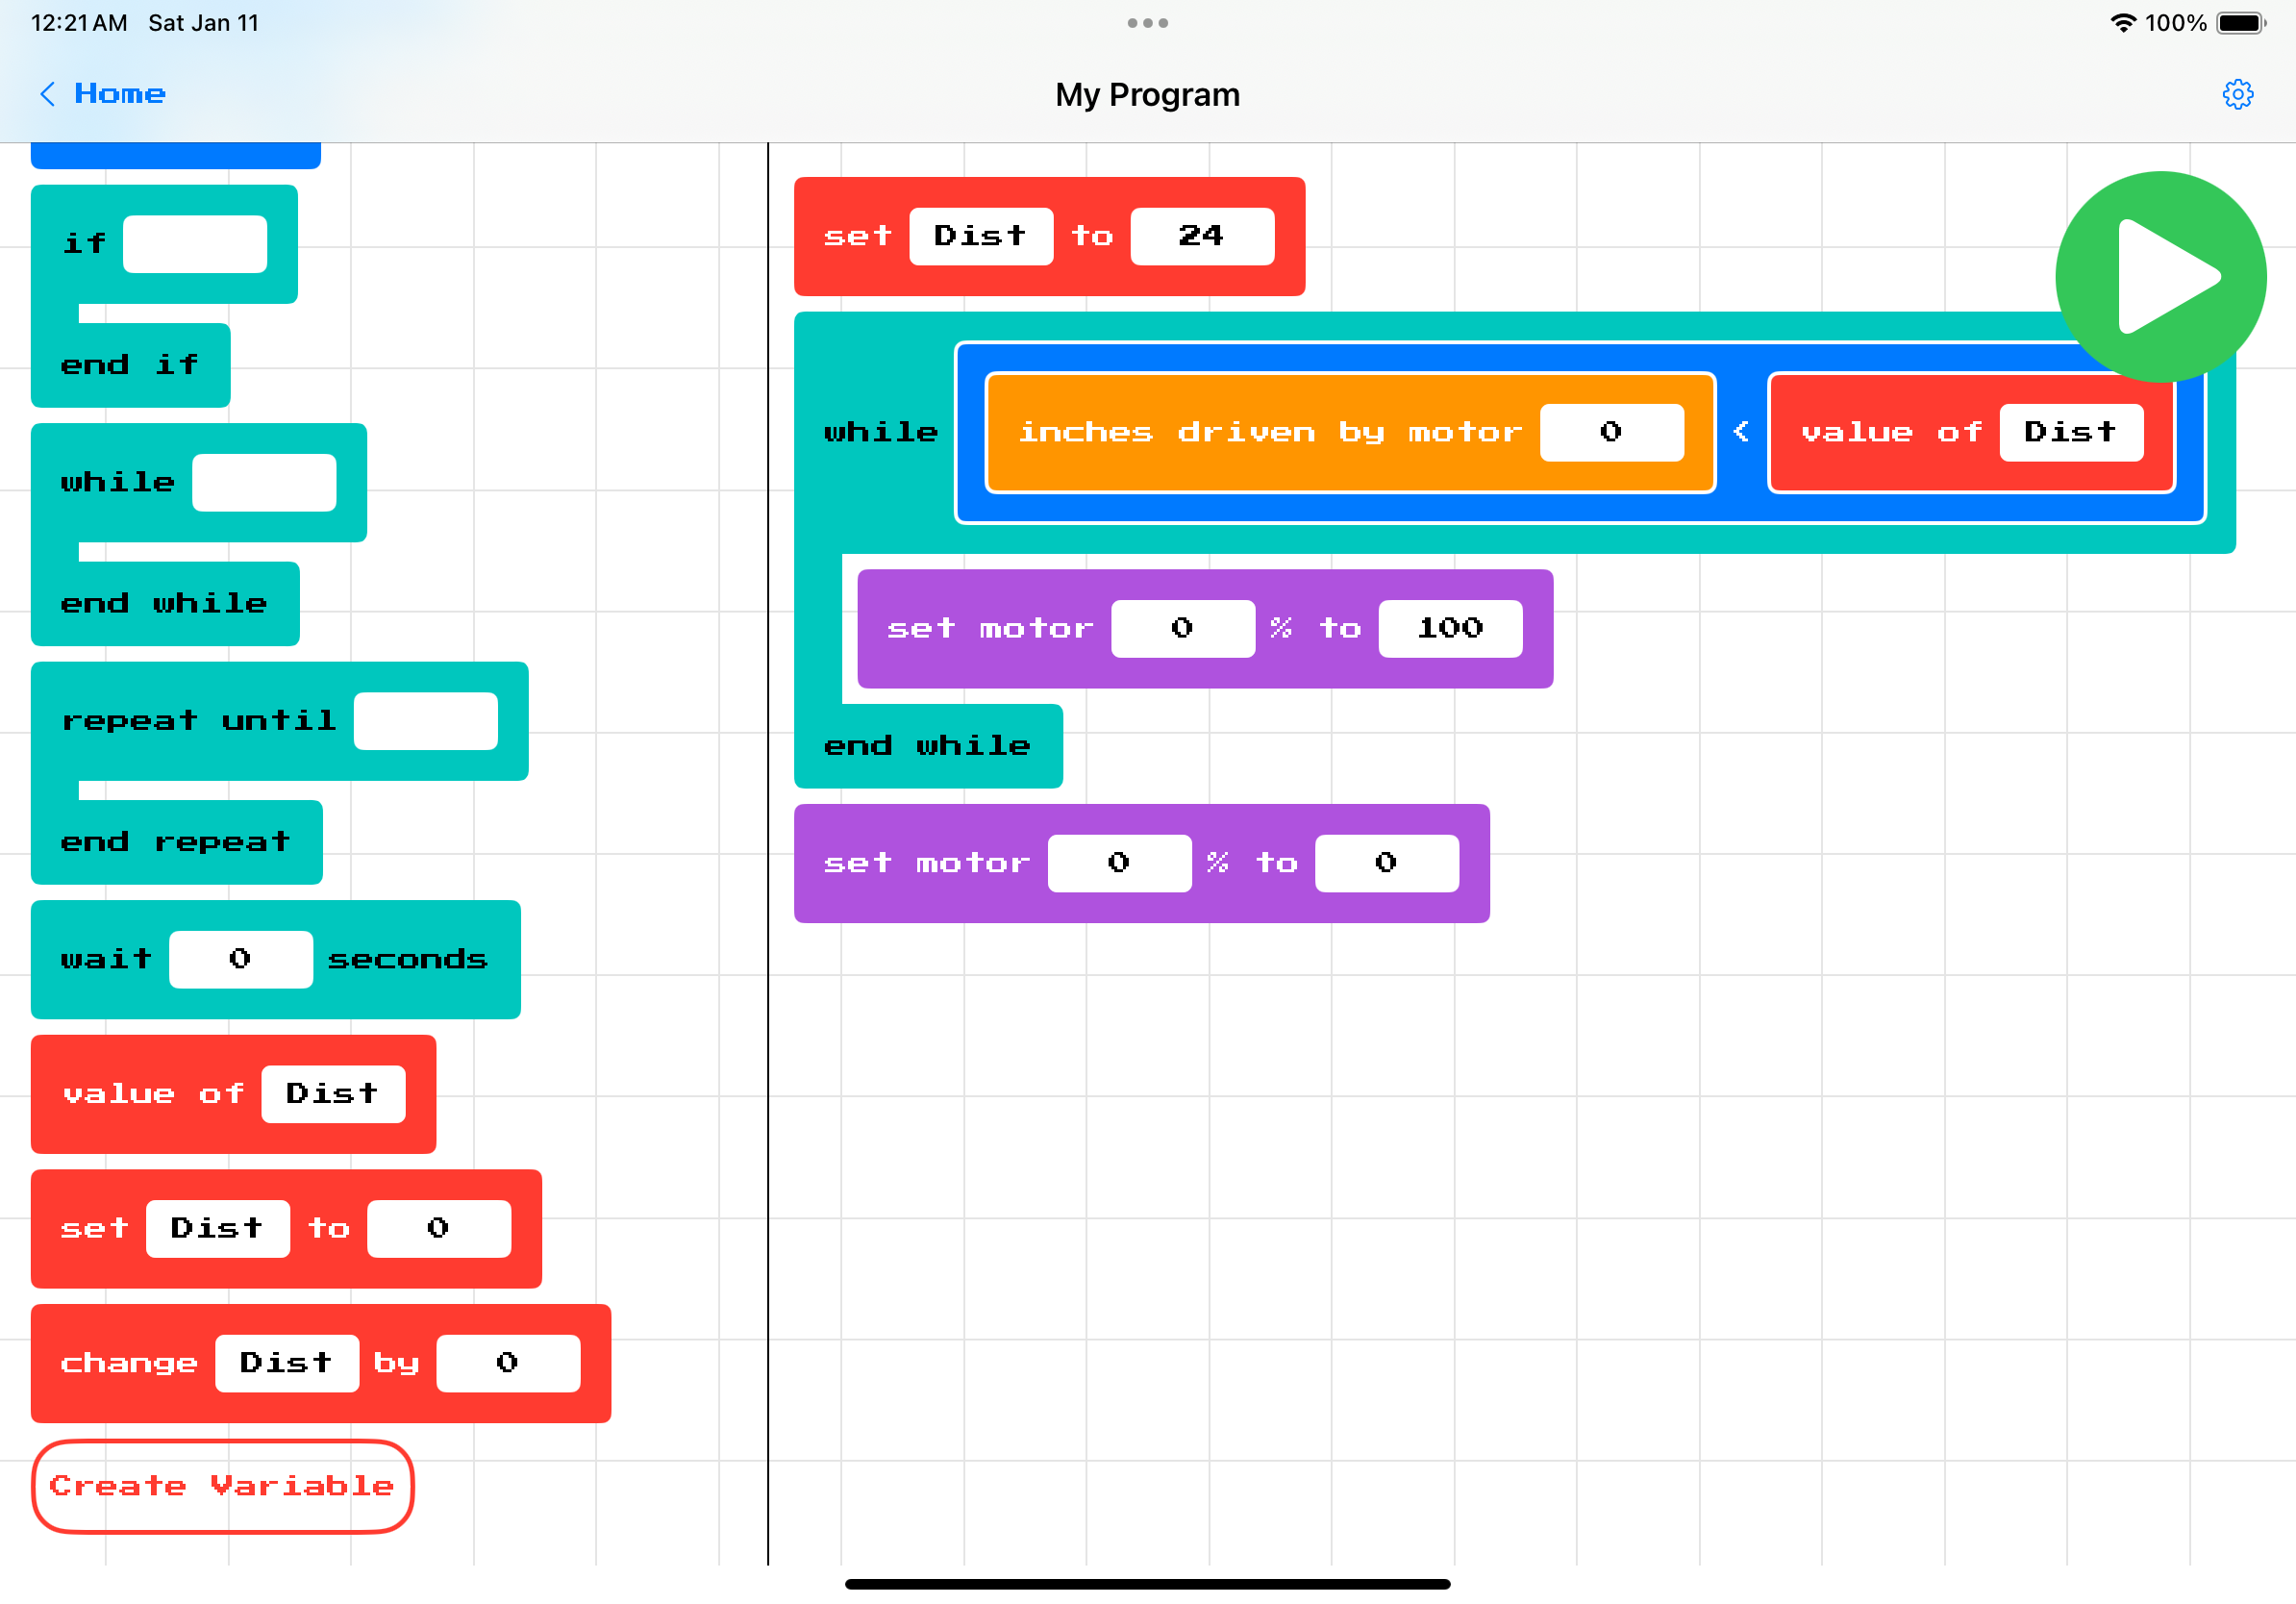 12:21 AM Sat Jan 11
100%
Home
My Program
if
end if
while
end while
repeat until
end repeat
wait 0 seconds
value of Dist
set Dist to 0
change Dist by 0
Create Variable
set Dist to 24
while inches driven by motor 0 < value of Dist
set motor 0 % to 100
end while
set motor 0 % to 0